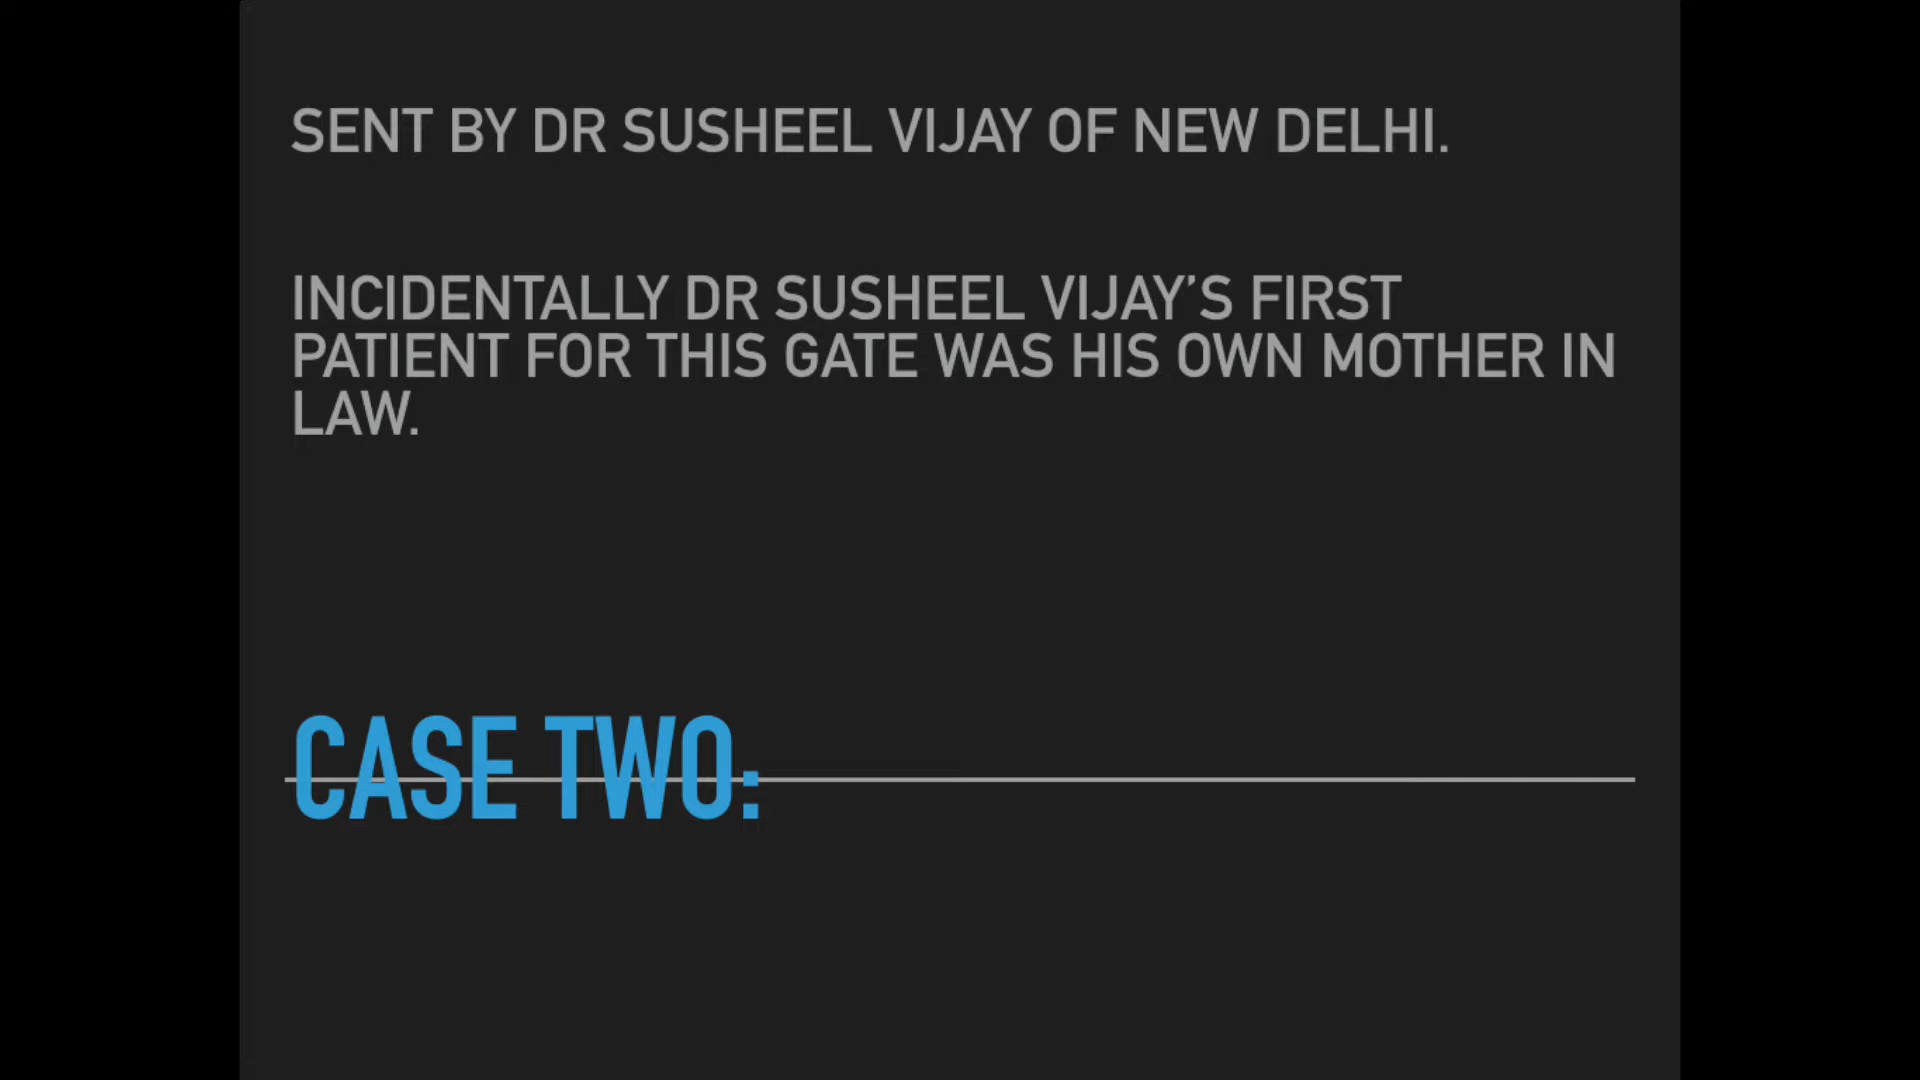 SENT BY DR SUSHEEL VIJAY OF NEW DELHI.
INCIDENTALLY DR SUSHEEL VIJAY’S FIRST
PATIENT FOR THIS GATE WAS HIS OWN MOTHER IN
LAW.
CASE TWO: